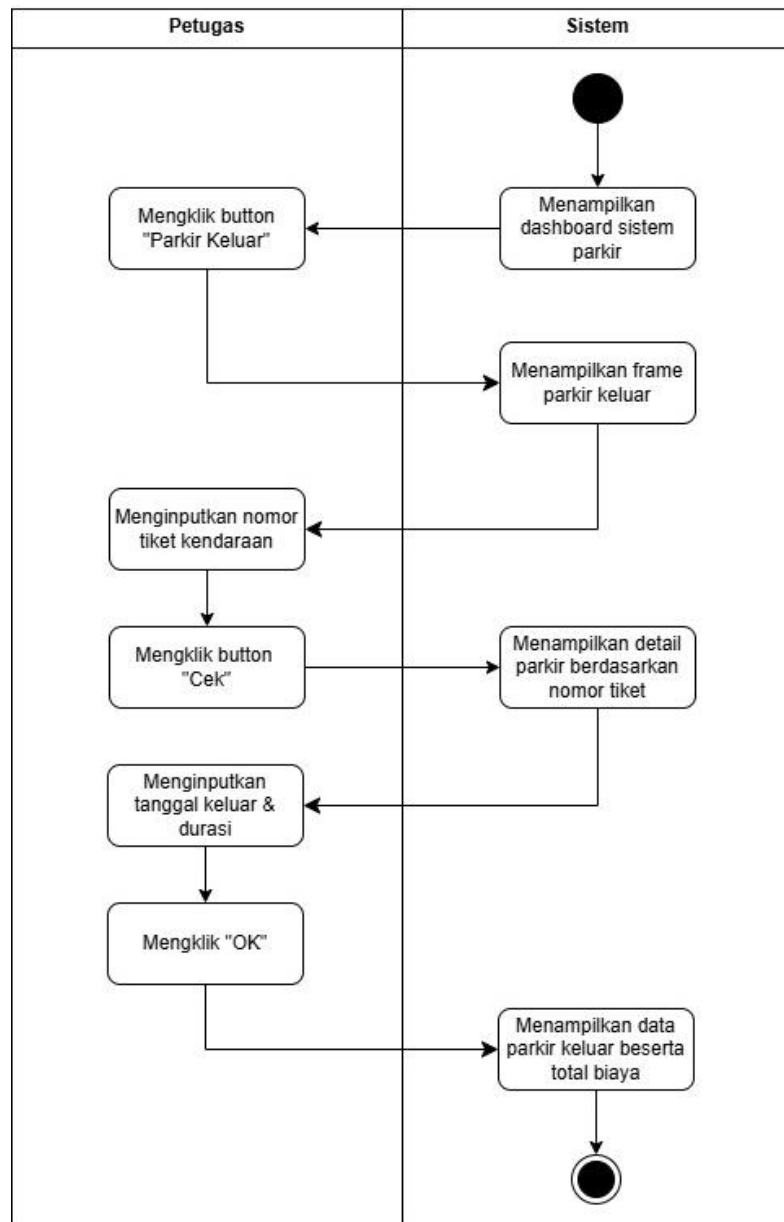 Petugas
Sistem
Menampilkan
dashboard sistem
parkir
Mengklik button
"Parkir Keluar"
Menampilkan frame
parkir keluar
Menginputkan nomor
tiket kendaraan
Mengklik button
"Cek"
Menampilkan detail
parkir berdasarkan
nomor tiket
Menginputkan
tanggal keluar &
durasi
Mengklik "OK"
Menampilkan data
parkir keluar beserta
total biaya